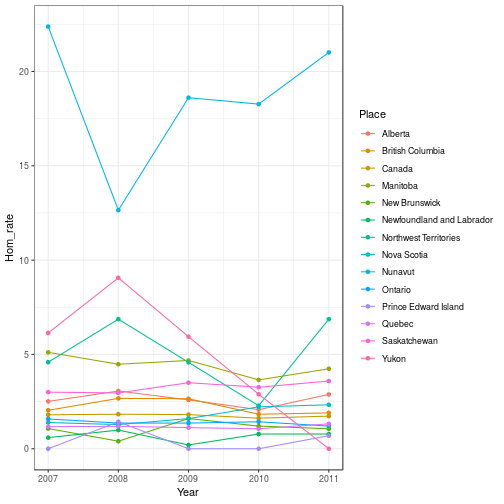 Hom_rate
20
15
10
5
0
2007 2008 2009 2010 2011
Year
Place
Alberta
British Columbia
Canada
Manitoba
New Brunswick
Newfoundland and Labrador
Northwest Territories
Nova Scotia
Nunavut
Ontario
Prince Edward Island
Quebec
Saskatchewan
Yukon